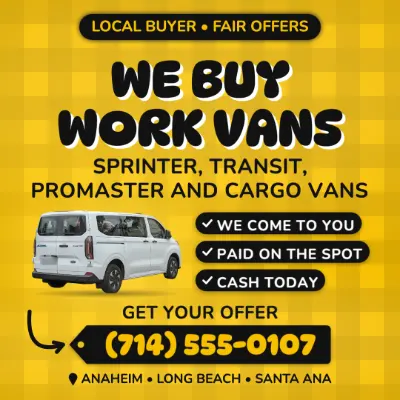 LOCAL BUYER • FAIR OFFERS
WE BUY
WORK VANS
SPRINTER, TRANSIT,
PROMASTER AND CARGO VANS
WE COME TO YOU
PAID ON THE SPOT
CASH TODAY
GET YOUR OFFER
(714) 555-0107
ANAHEIM • LONG BEACH • SANTA ANA